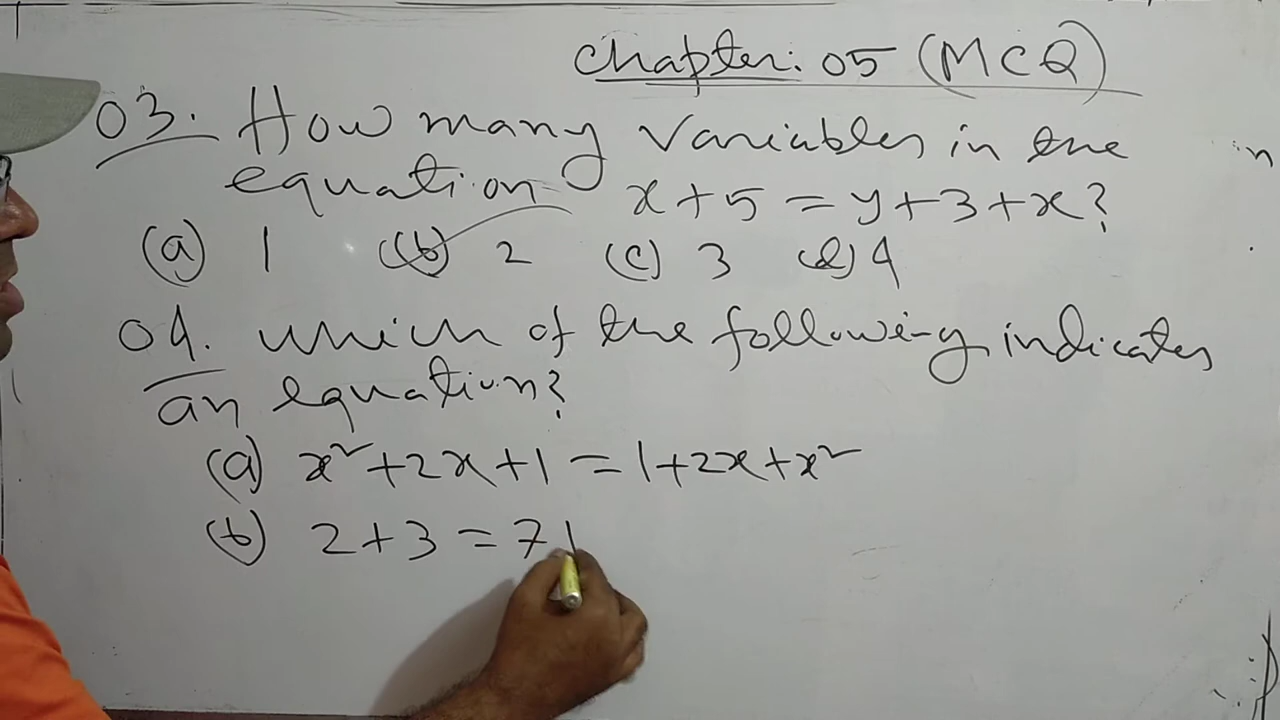 Chapter: 05 (MCQ)
03. How many variables in the
equation x+5 = y+3+x?
(a) 1 (b) 2 (c) 3 (d) 4
04. which of the following indicates
an equation?
(a) x²+2x+1 = 1+2x+x²
(b) 2+3 = 7